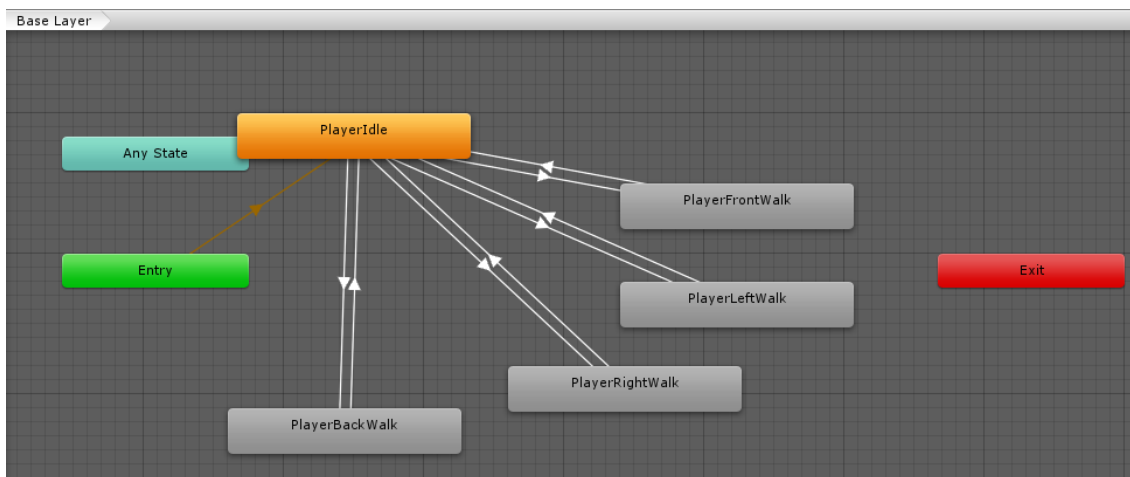 Base Layer
PlayerIdle
Any State
PlayerFrontWalk
Entry
Exit
PlayerLeftWalk
PlayerRightWalk
PlayerBackWalk